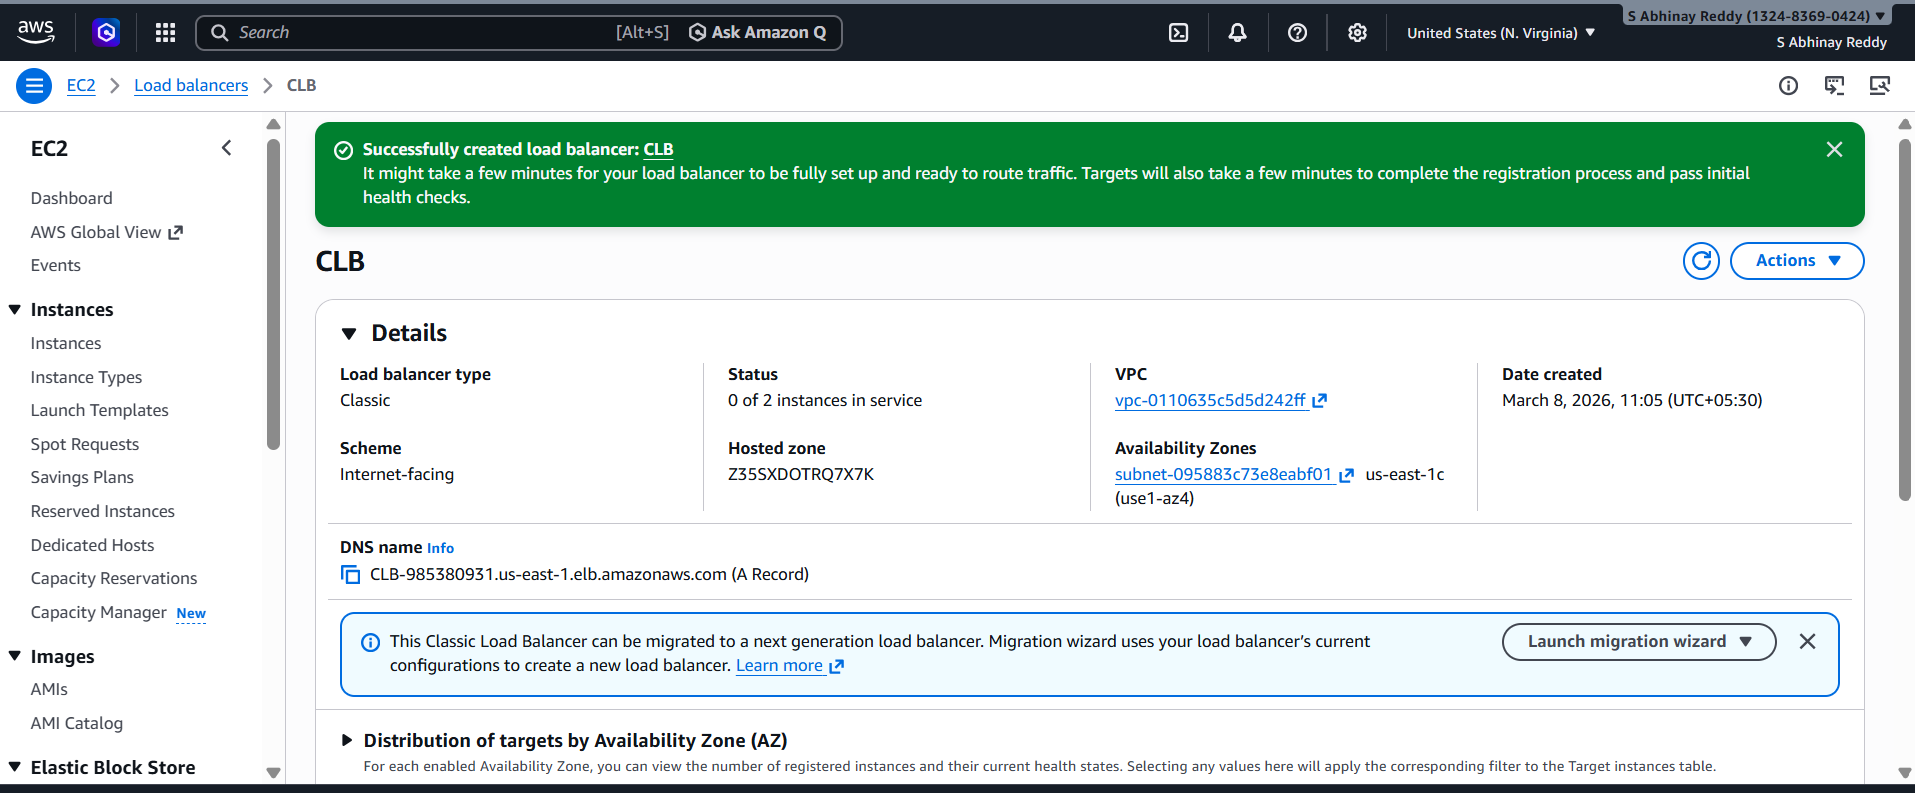 aws
Search [Alt+S] Ask Amazon Q
United States (N. Virginia) ▼
S Abhinay Reddy (1324-8369-0424) ▼
S Abhinay Reddy
EC2 > Load balancers > CLB
EC2
Dashboard
AWS Global View
Events
Instances
Instances
Instance Types
Launch Templates
Spot Requests
Savings Plans
Reserved Instances
Dedicated Hosts
Capacity Reservations
Capacity Manager New
Images
AMIs
AMI Catalog
Elastic Block Store
Successfully created load balancer: CLB
It might take a few minutes for your load balancer to be fully set up and ready to route traffic. Targets will also take a few minutes to complete the registration process and pass initial
health checks.
CLB
Actions ▼
Details
Load balancer type
Classic
Status
0 of 2 instances in service
VPC
vpc-0110635c5d5d242ff
Date created
March 8, 2026, 11:05 (UTC+05:30)
Scheme
Internet-facing
Hosted zone
Z35SXDOTRQ7X7K
Availability Zones
subnet-095883c73e8eabf01 us-east-1c
(use1-az4)
DNS name Info
CLB-985380931.us-east-1.elb.amazonaws.com (A Record)
This Classic Load Balancer can be migrated to a next generation load balancer. Migration wizard uses your load balancer's current
configurations to create a new load balancer. Learn more
Launch migration wizard ▼
Distribution of targets by Availability Zone (AZ)
For each enabled Availability Zone, you can view the number of registered instances and their current health states. Selecting any values here will apply the corresponding filter to the Target instances table.